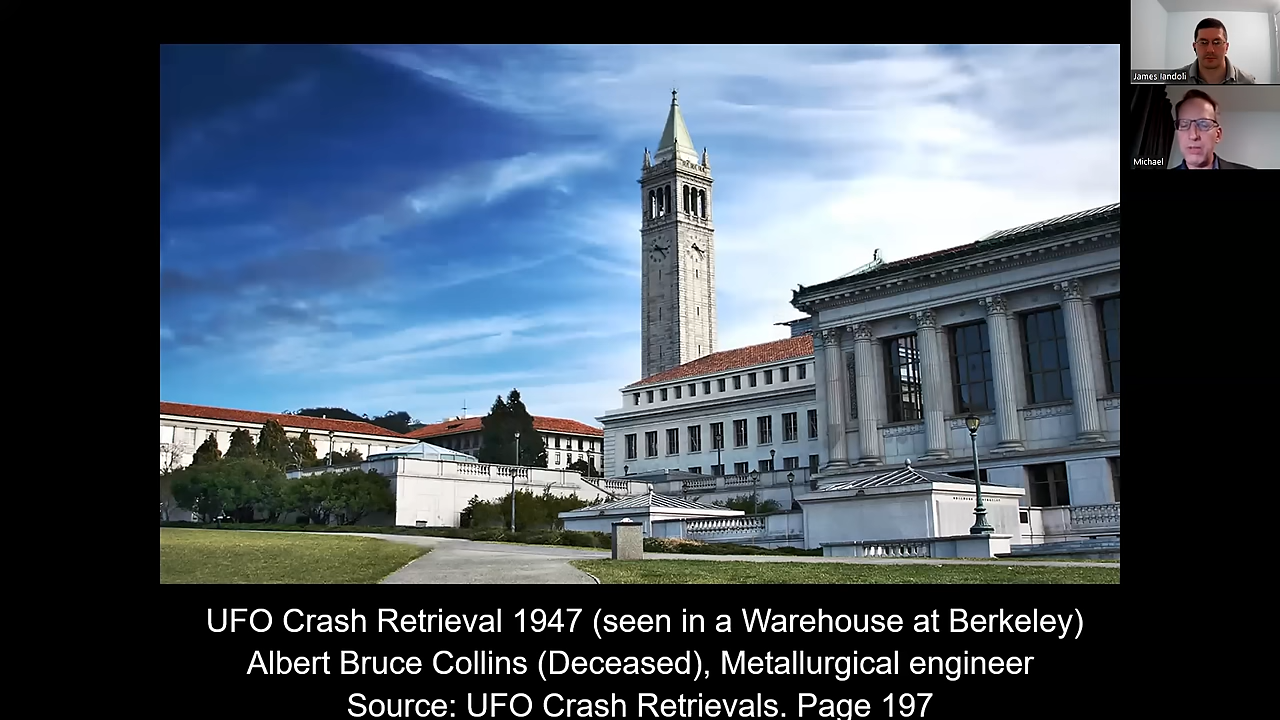 James Iandoli
Michael
UFO Crash Retrieval 1947 (seen in a Warehouse at Berkeley)
Albert Bruce Collins (Deceased), Metallurgical engineer
Source: UFO Crash Retrievals. Page 197